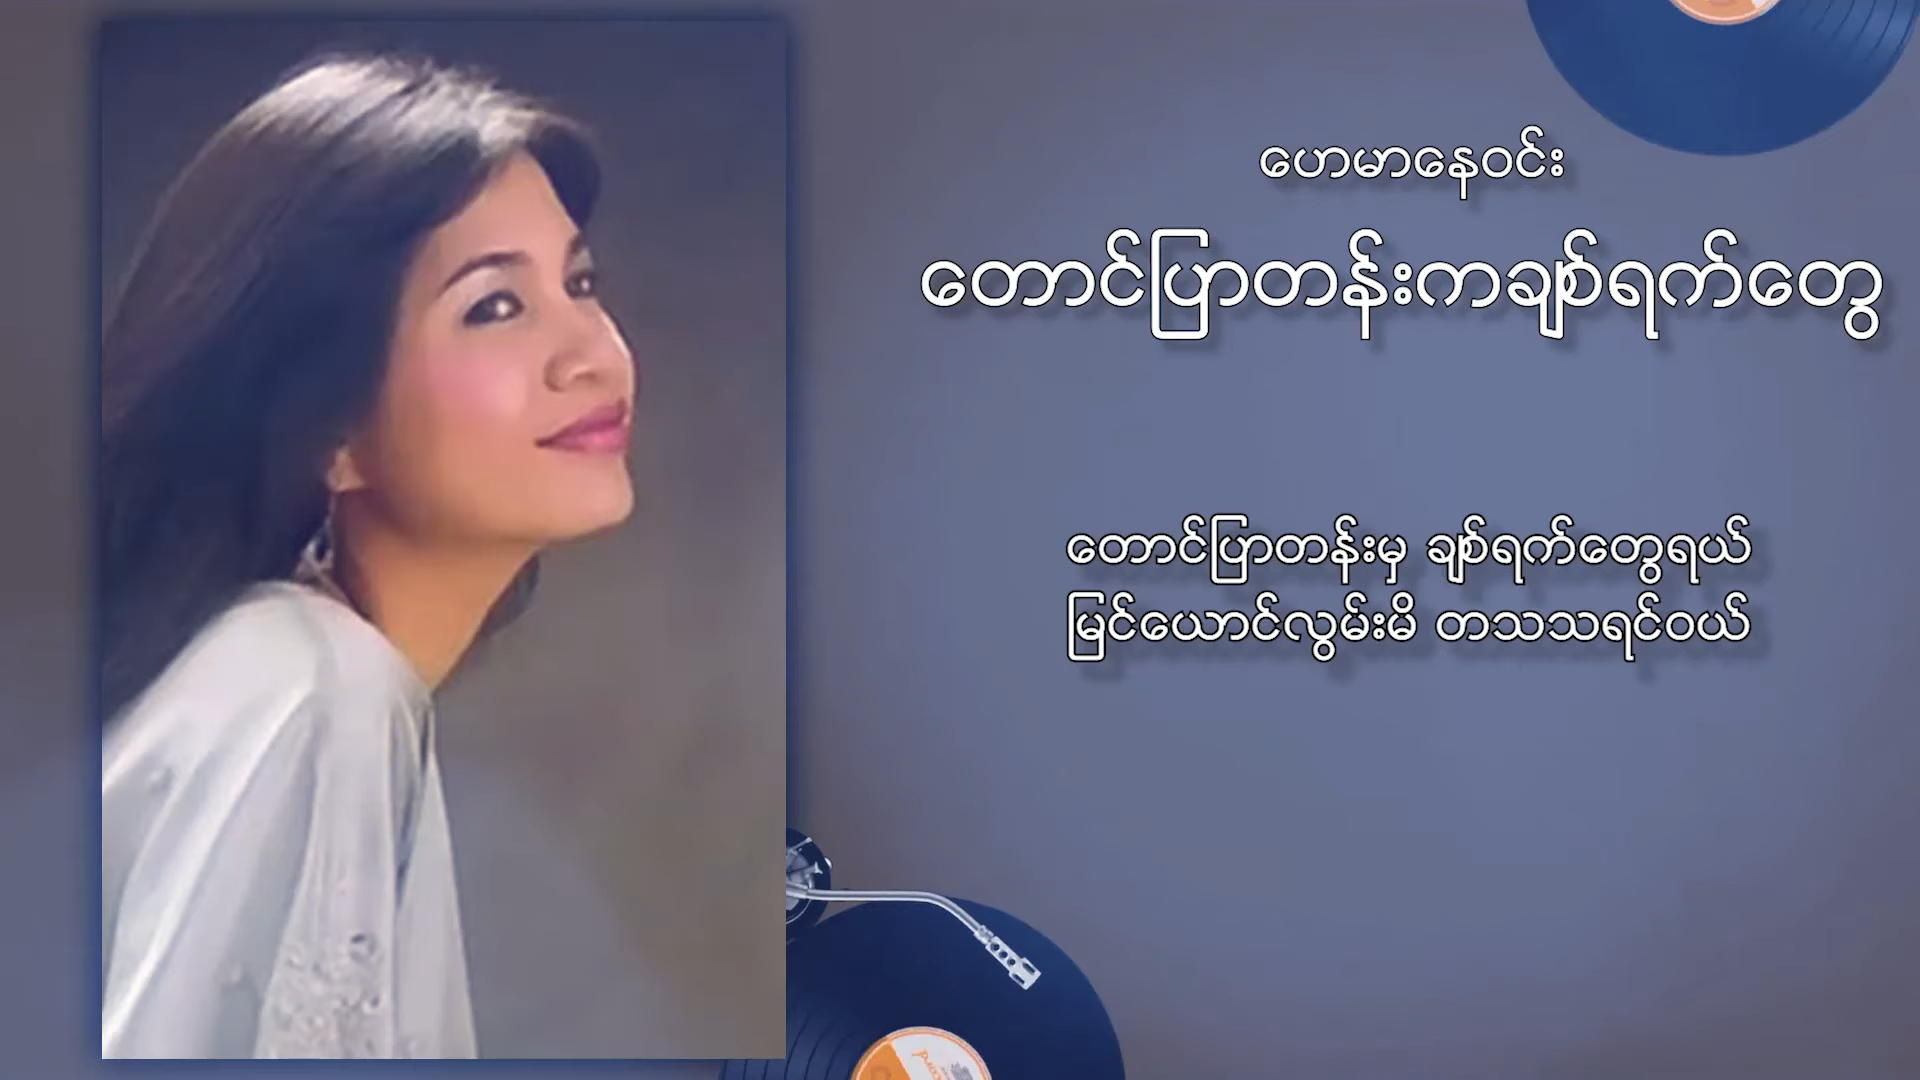 ဟေမာနေဝင်း
တောင်ပြာတန်းကချစ်ရက်တွေ
တောင်ပြာတန်းမှ ချစ်ရက်တွေရယ်
မြင်ယောင်လွမ်းမိ တသသရင်ဝယ်